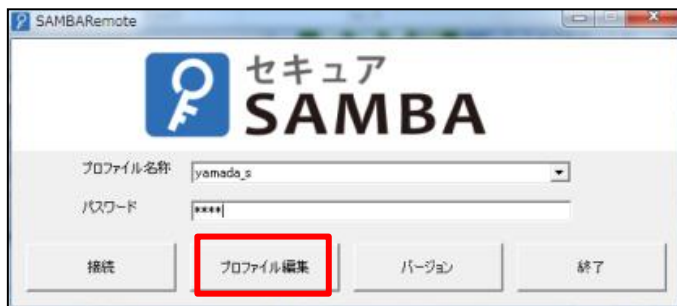 SAMBARemote
セキュア
SAMBA
プロファイル名称 yamada_s
パスワード ****
接続 プロファイル編集 バージョン 終了